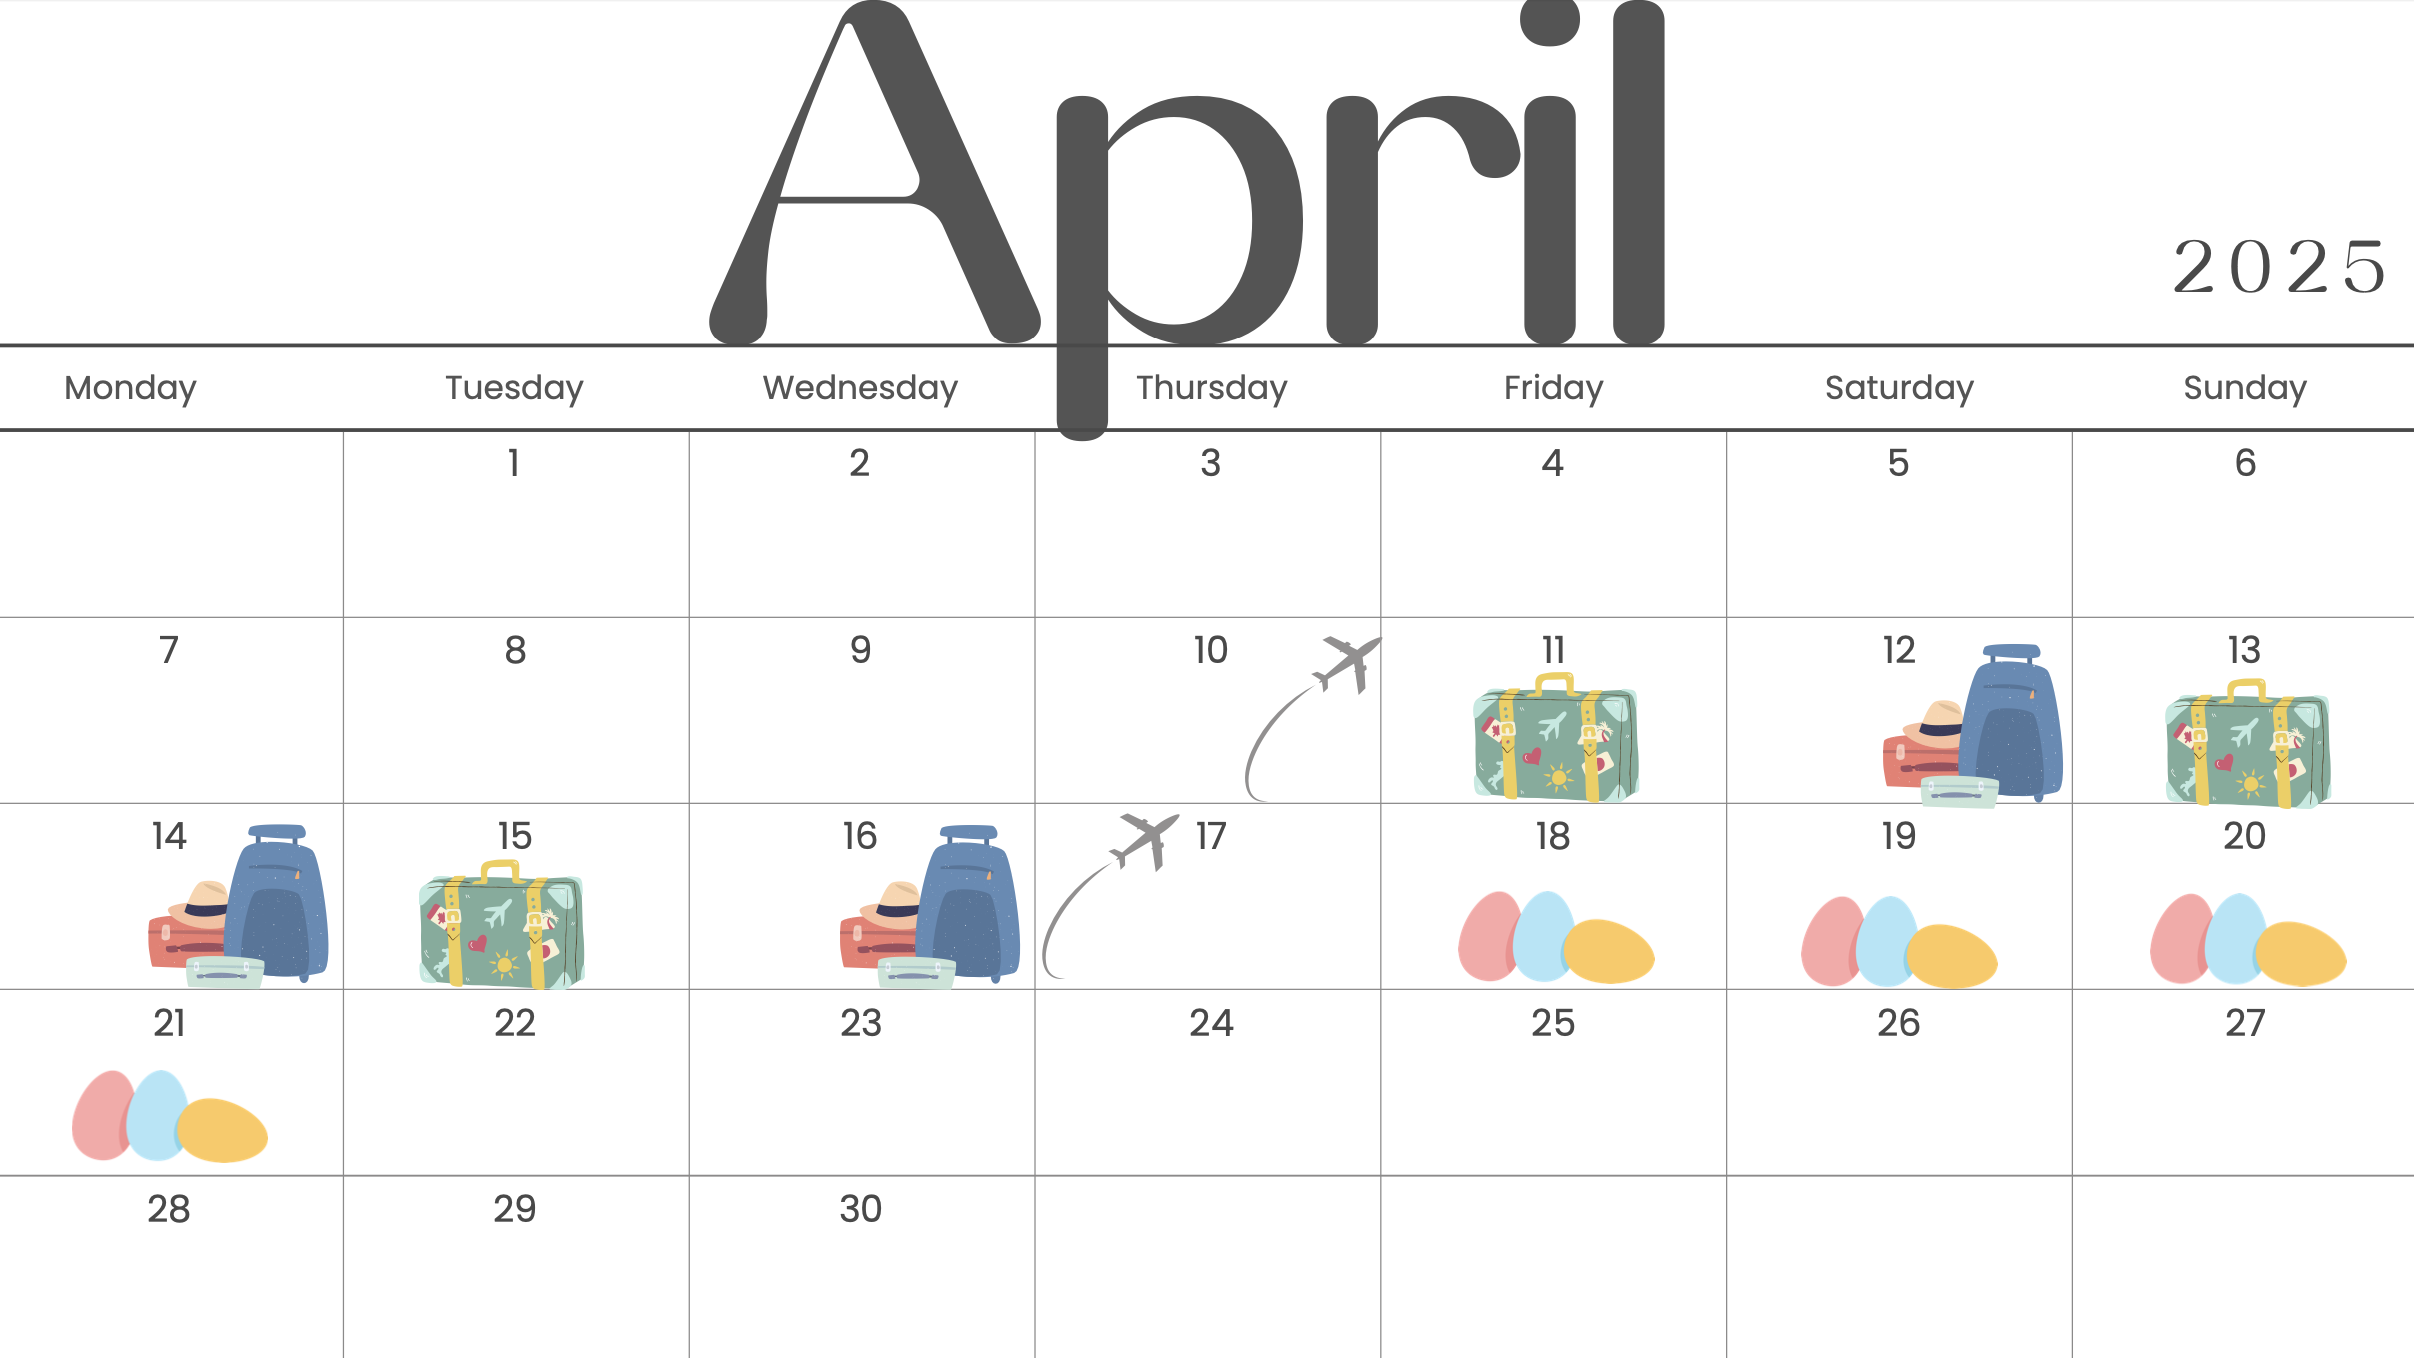 April
2025
Monday Tuesday Wednesday Thursday Friday Saturday Sunday
1 2 3 4 5 6
7 8 9 10 11 12 13
14 15 16 17 18 19 20
21 22 23 24 25 26 27
28 29 30